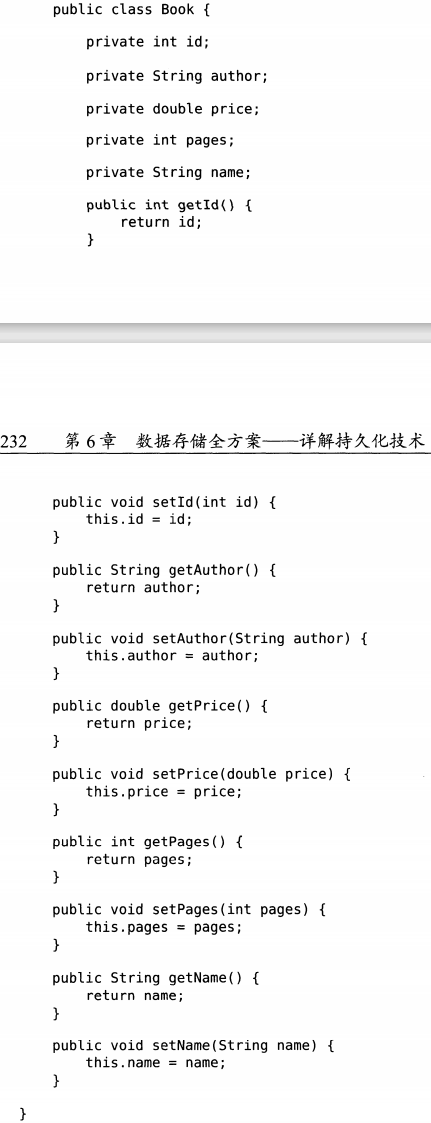 public class Book {
private int id;
private String author;
private double price;
private int pages;
private String name;
public int getId() {
return id;
}
232 第 6 章 数据存储全方案——详解持久化技术
public void setId(int id) {
this.id = id;
}
public String getAuthor() {
return author;
}
public void setAuthor(String author) {
this.author = author;
}
public double getPrice() {
return price;
}
public void setPrice(double price) {
this.price = price;
}
public int getPages() {
return pages;
}
public void setPages(int pages) {
this.pages = pages;
}
public String getName() {
return name;
}
public void setName(String name) {
this.name = name;
}
}